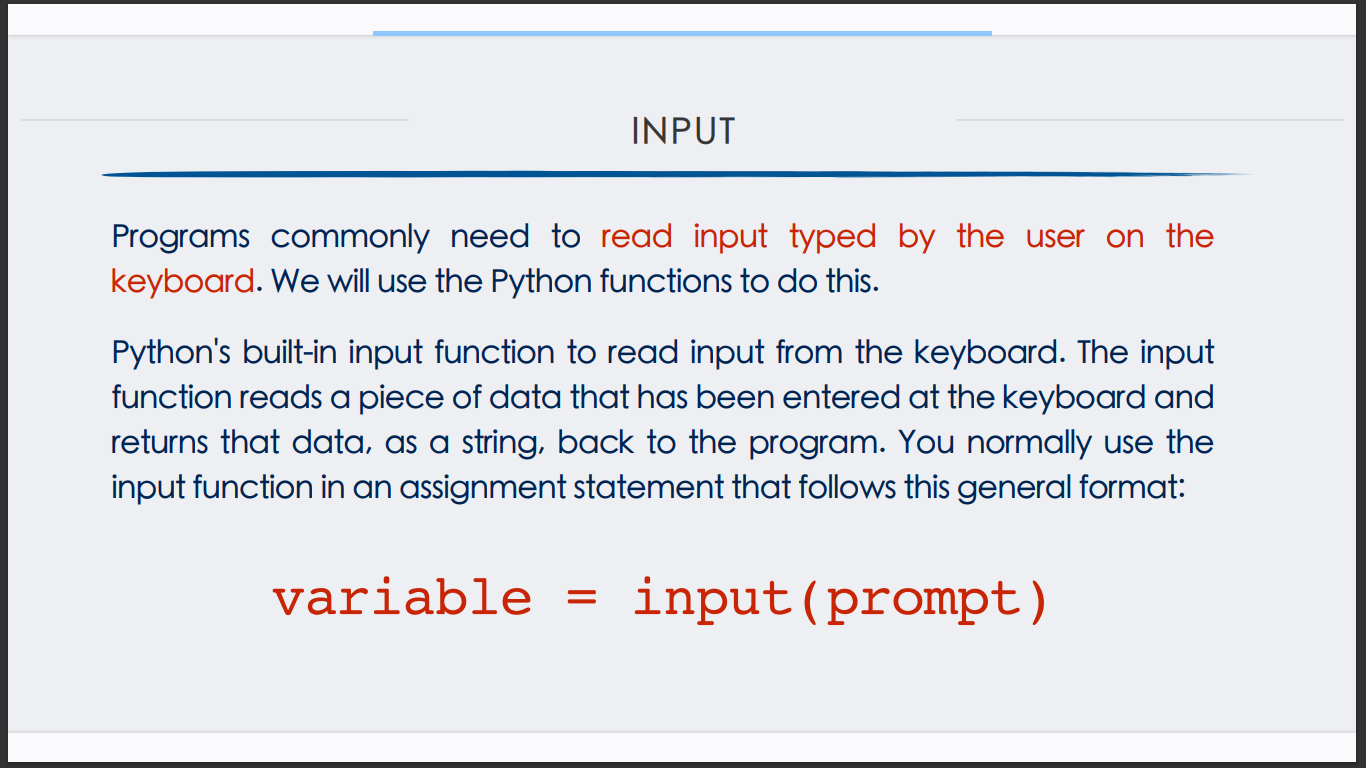 INPUT
Programs commonly need to read input typed by the user on the
keyboard. We will use the Python functions to do this.
Python's built-in input function to read input from the keyboard. The input
function reads a piece of data that has been entered at the keyboard and
returns that data, as a string, back to the program. You normally use the
input function in an assignment statement that follows this general format:
variable = input(prompt)